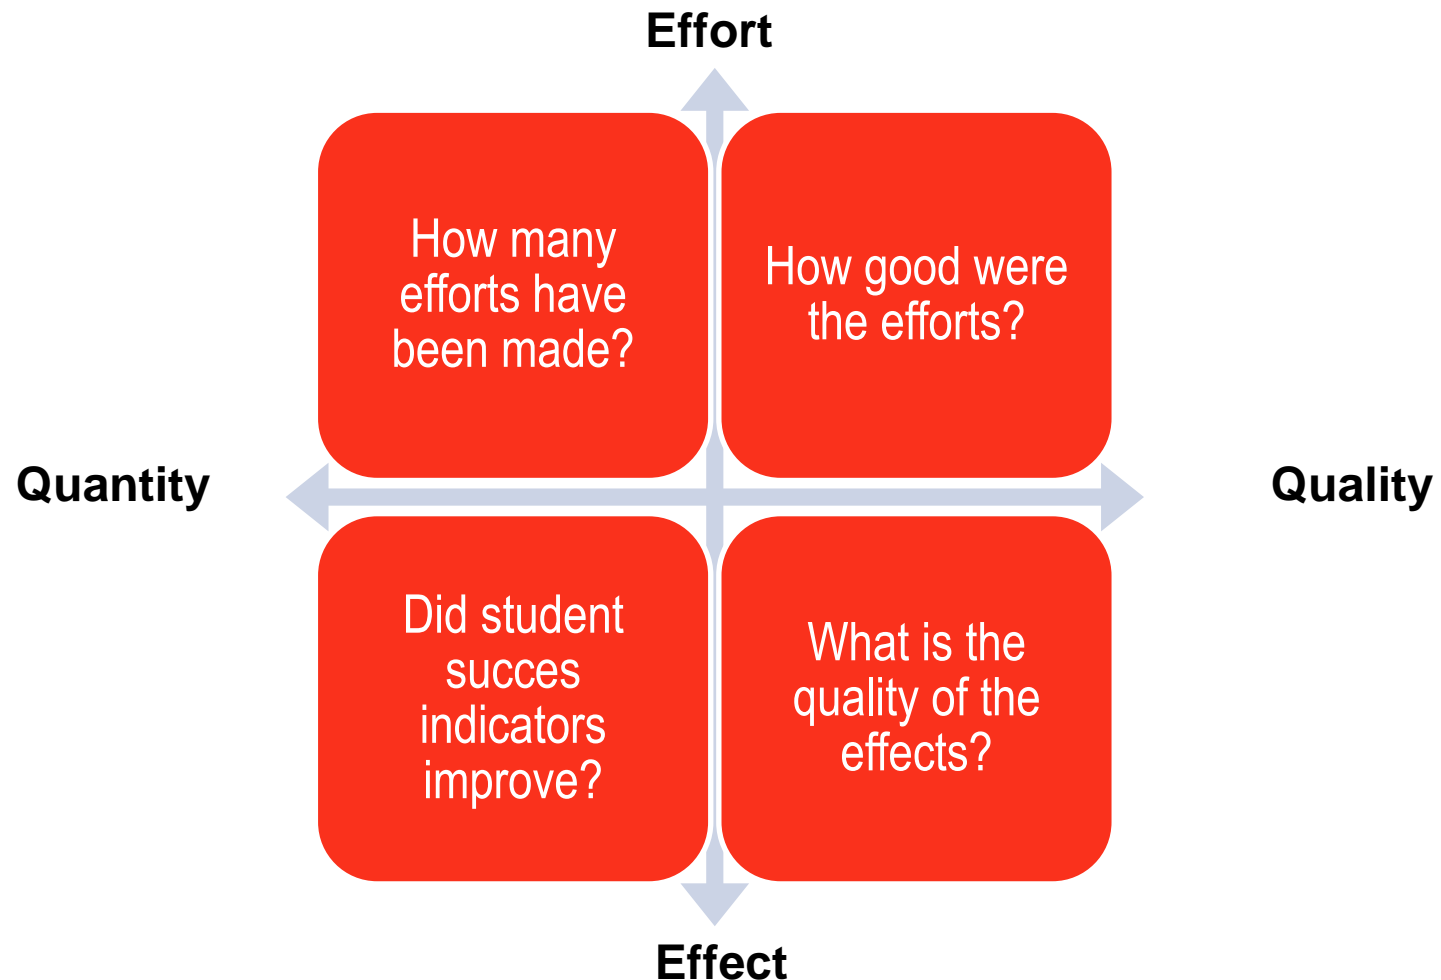 Effort
How many
efforts have
been made?
How good were
the efforts?
Quantity
Quality
Did student
succes
indicators
improve?
What is the
quality of the
effects?
Effect